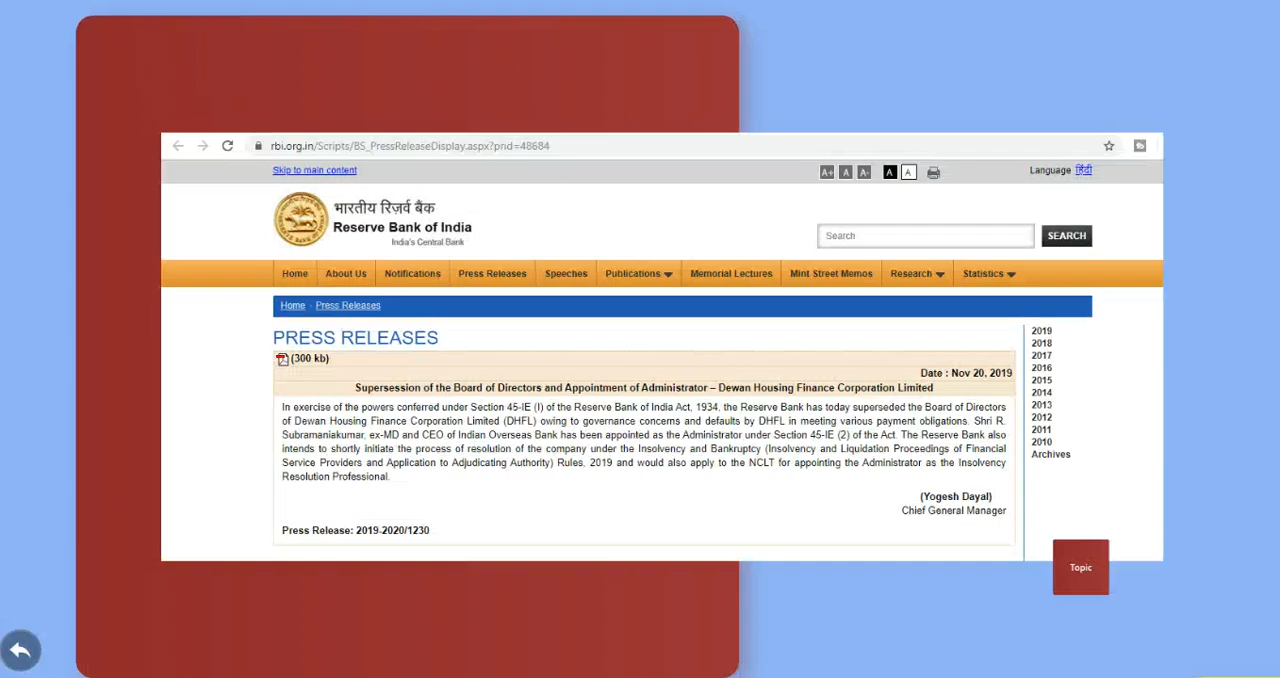 rbi.org.in/Scripts/BS_PressReleaseDisplay.aspx?prid=48684
Skip to main content
A+ A A- A A
Language हिंदी
भारतीय रिज़र्व बैंक
Reserve Bank of India
India's Central Bank
Search
SEARCH
Home About Us Notifications Press Releases Speeches Publications Memorial Lectures Mint Street Memos Research Statistics
Home Press Releases
PRESS RELEASES
(300 kb)
Date : Nov 20, 2019
Supersession of the Board of Directors and Appointment of Administrator – Dewan Housing Finance Corporation Limited
In exercise of the powers conferred under Section 45-IE (I) of the Reserve Bank of India Act, 1934, the Reserve Bank has today superseded the Board of Directors
of Dewan Housing Finance Corporation Limited (DHFL) owing to governance concerns and defaults by DHFL in meeting various payment obligations. Shri R.
Subramaniakumar, ex-MD and CEO of Indian Overseas Bank has been appointed as the Administrator under Section 45-IE (2) of the Act. The Reserve Bank also
intends to shortly initiate the process of resolution of the company under the Insolvency and Bankruptcy (Insolvency and Liquidation Proceedings of Financial
Service Providers and Application to Adjudicating Authority) Rules, 2019 and would also apply to the NCLT for appointing the Administrator as the Insolvency
Resolution Professional.
(Yogesh Dayal)
Chief General Manager
Press Release: 2019-2020/1230
2019
2018
2017
2016
2015
2014
2013
2012
2011
2010
Archives
Topic